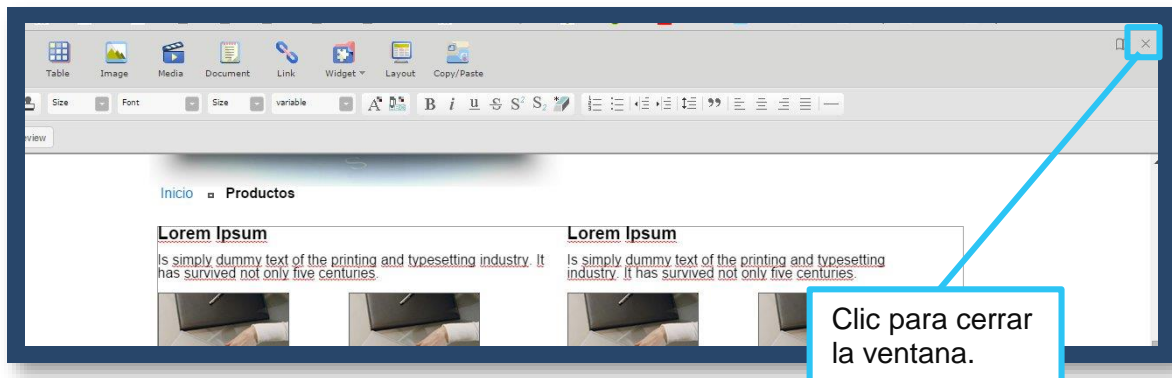 Table Image Media Document Link Widget Layout Copy/Paste
Size Font Size variable A B i u S S² S₂
view
Inicio Productos
Lorem Ipsum
Is simply dummy text of the printing and typesetting industry. It
has survived not only five centuries.
Lorem Ipsum
Is simply dummy text of the printing and typesetting
industry. It has survived not only five centuries.
Clic para cerrar
la ventana.